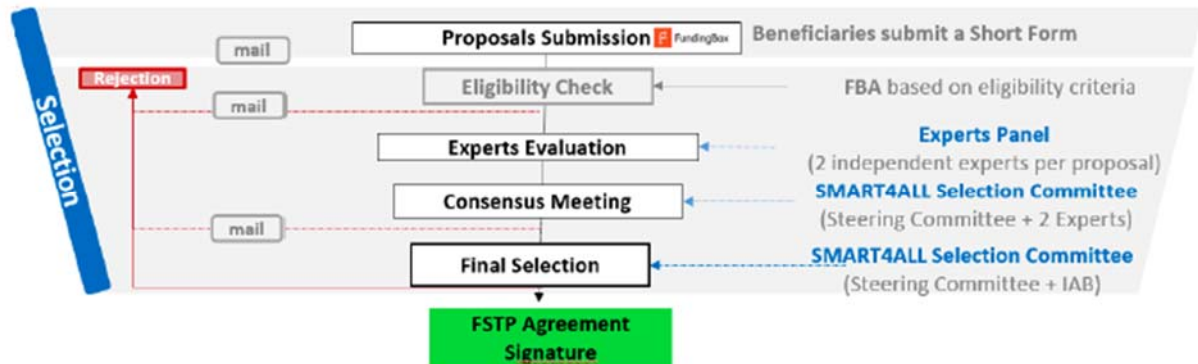 Selection
Proposals Submission FundingBox
Beneficiaries submit a Short Form
mail
Rejection
Eligibility Check
FBA based on eligibility criteria
mail
Experts Evaluation
Experts Panel
(2 independent experts per proposal)
Consensus Meeting
SMART4ALL Selection Committee
(Steering Committee + 2 Experts)
mail
Final Selection
SMART4ALL Selection Committee
(Steering Committee + IAB)
FSTP Agreement
Signature